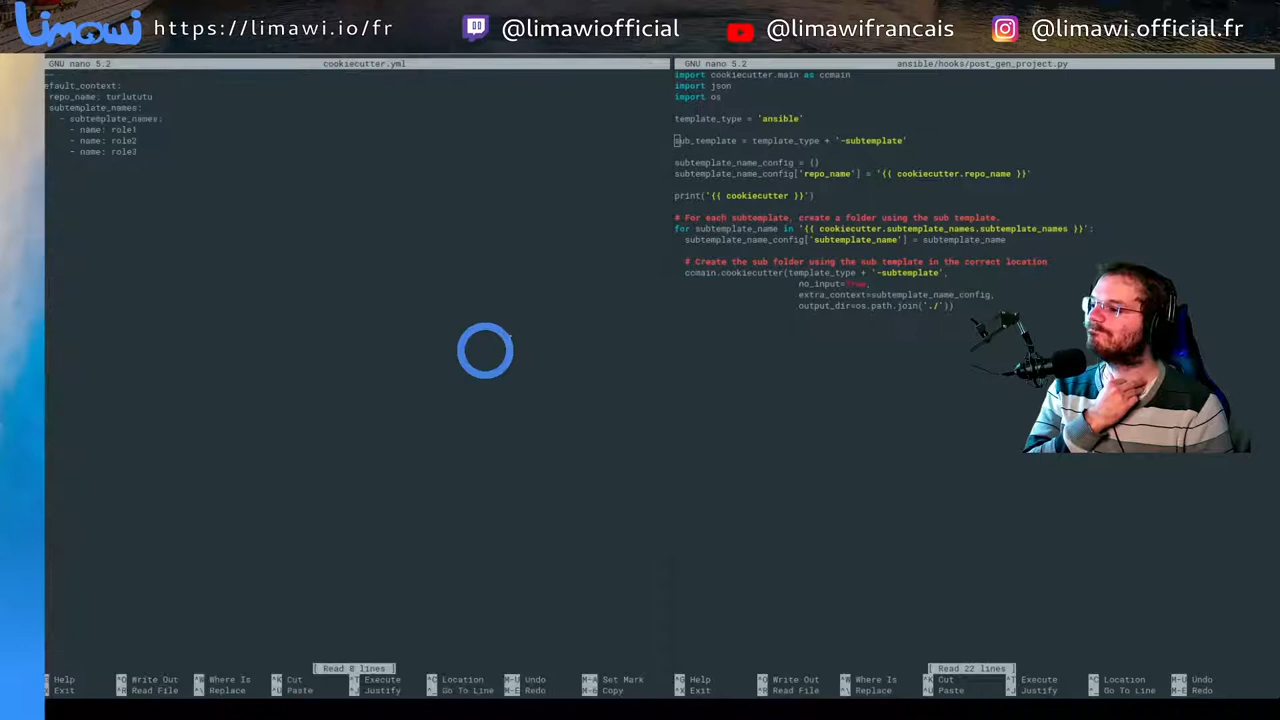 Limawi https://limawi.io/fr @limawiofficial @limawifrancais @limawi.official.fr
GNU nano 5.2 cookiecutter.yml
efault_context:
repo_name: turlututu
subtemplate_names:
- subtemplate_names:
- name: role1
- name: role2
- name: role3
[ Read 8 lines ]
Help ^O Write Out ^W Where Is ^K Cut ^T Execute ^C Location M-U Undo M-A Set Mark
X Exit ^R Read File ^\ Replace ^U Paste ^J Justify ^_ Go To Line M-E Redo M-6 Copy
GNU nano 5.2 ansible/hooks/post_gen_project.py
import cookiecutter.main as ccmain
import json
import os
template_type = 'ansible'
sub_template = template_type + '-subtemplate'
subtemplate_name_config = {}
subtemplate_name_config['repo_name'] = '{{ cookiecutter.repo_name }}'
print('{{ cookiecutter }}')
# For each subtemplate, create a folder using the sub template.
for subtemplate_name in '{{ cookiecutter.subtemplate_names.subtemplate_names }}':
subtemplate_name_config['subtemplate_name'] = subtemplate_name
# Create the sub folder using the sub template in the correct location
ccmain.cookiecutter(template_type + '-subtemplate',
no_input=True,
extra_context=subtemplate_name_config,
output_dir=os.path.join('./'))
[ Read 22 lines ]
^G Help ^O Write Out ^W Where Is ^K Cut ^T Execute ^C Location M-U Undo
^X Exit ^R Read File ^\ Replace ^U Paste ^J Justify ^_ Go To Line M-E Redo